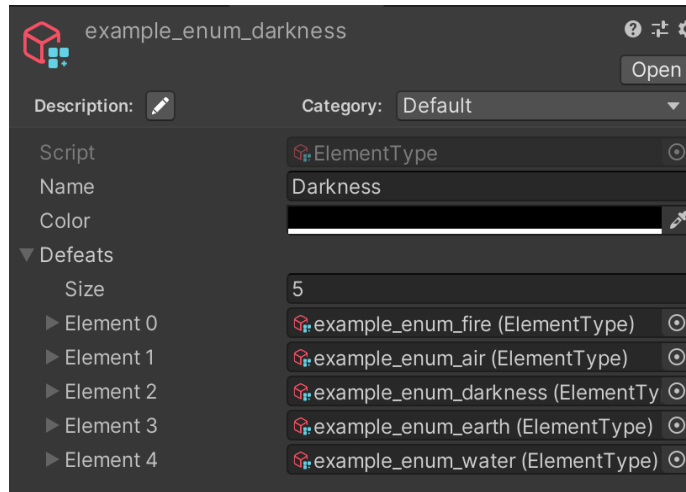 example_enum_darkness
Open
Description:
Category: Default
Script ElementType
Name Darkness
Color
Defeats
Size 5
Element 0 example_enum_fire (ElementType)
Element 1 example_enum_air (ElementType)
Element 2 example_enum_darkness (ElementTy
Element 3 example_enum_earth (ElementType)
Element 4 example_enum_water (ElementType)